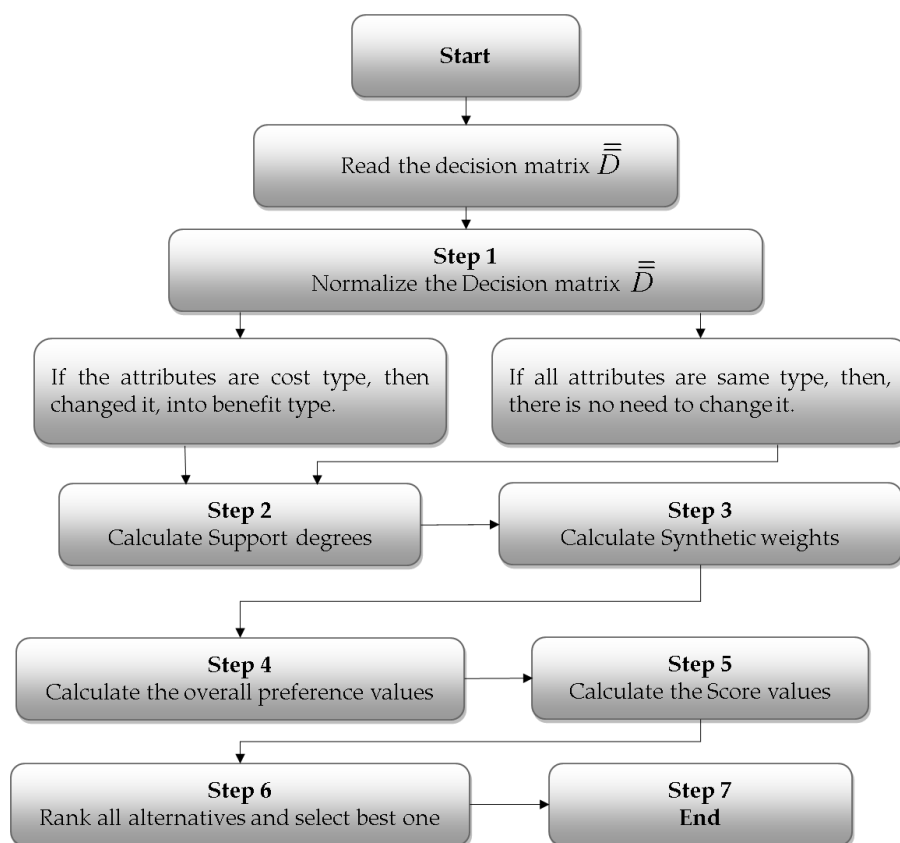 Start
Read the decision matrix D̿
Step 1
Normalize the Decision matrix D̿
If the attributes are cost type, then
changed it, into benefit type.
If all attributes are same type, then,
there is no need to change it.
Step 2
Calculate Support degrees
Step 3
Calculate Synthetic weights
Step 4
Calculate the overall preference values
Step 5
Calculate the Score values
Step 6
Rank all alternatives and select best one
Step 7
End